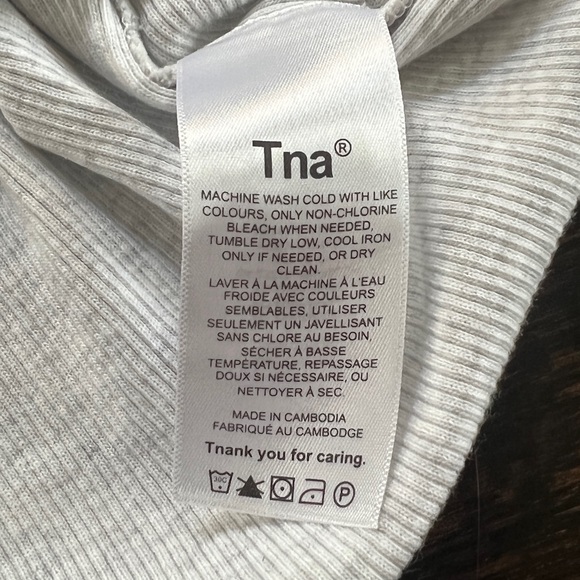 Tna®
MACHINE WASH COLD WITH LIKE
COLOURS, ONLY NON-CHLORINE
BLEACH WHEN NEEDED,
TUMBLE DRY LOW, COOL IRON
ONLY IF NEEDED, OR DRY
CLEAN.
LAVER À LA MACHINE À L'EAU
FROIDE AVEC COULEURS
SEMBLABLES, UTILISER
SEULEMENT UN JAVELLISANT
SANS CHLORE AU BESOIN,
SÉCHER À BASSE
TEMPÉRATURE, REPASSAGE
DOUX SI NÉCESSAIRE, OU
NETTOYER À SEC.
MADE IN CAMBODIA
FABRIQUÉ AU CAMBODGE
Tnank you for caring.
30C P